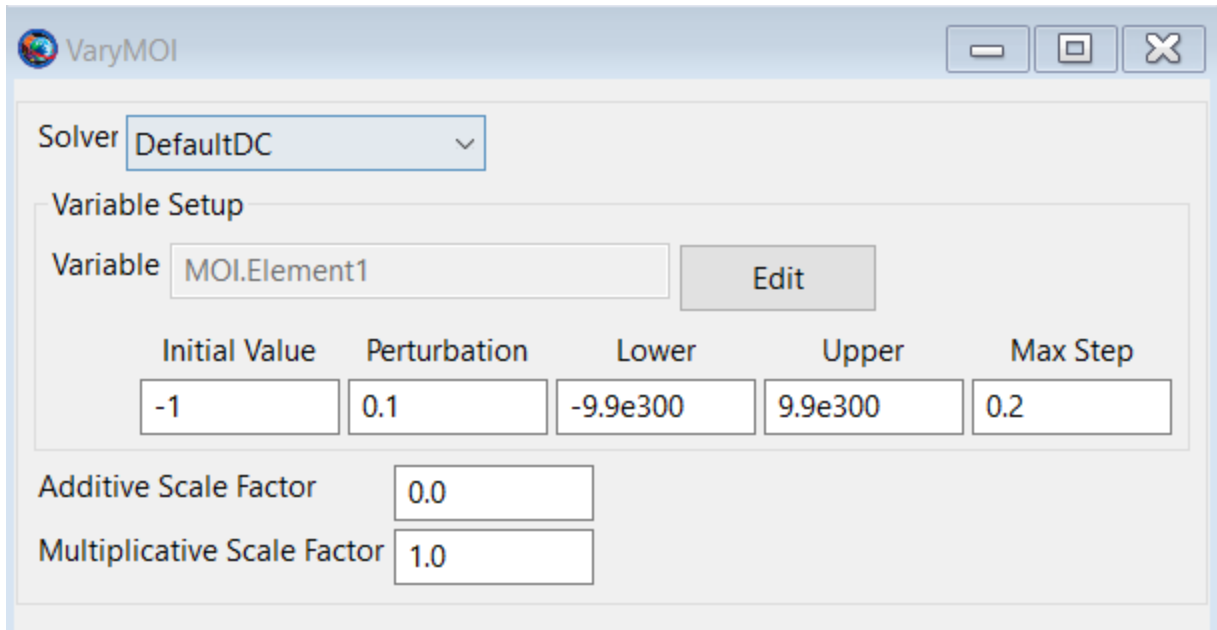 VaryMOI
Solver DefaultDC
Variable Setup
Variable MOI.Element1 Edit
Initial Value Perturbation Lower Upper Max Step
-1 0.1 -9.9e300 9.9e300 0.2
Additive Scale Factor 0.0
Multiplicative Scale Factor 1.0